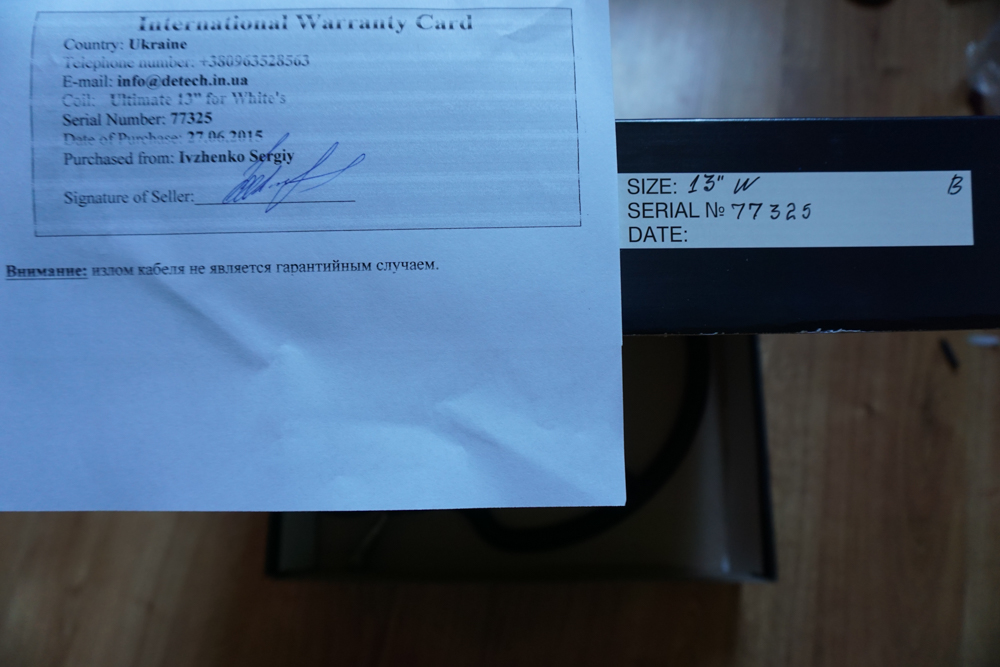 International Warranty Card
Country: Ukraine
Telephone number: +380963528563
E-mail: info@detech.in.ua
Coil: Ultimate 13" for White's
Serial Number: 77325
Date of Purchase: 27.06.2015
Purchased from: Ivzhenko Sergiy
Signature of Seller:
Внимание: излом кабеля не является гарантийным случаем.
SIZE: 13" W B
SERIAL № 77325
DATE: